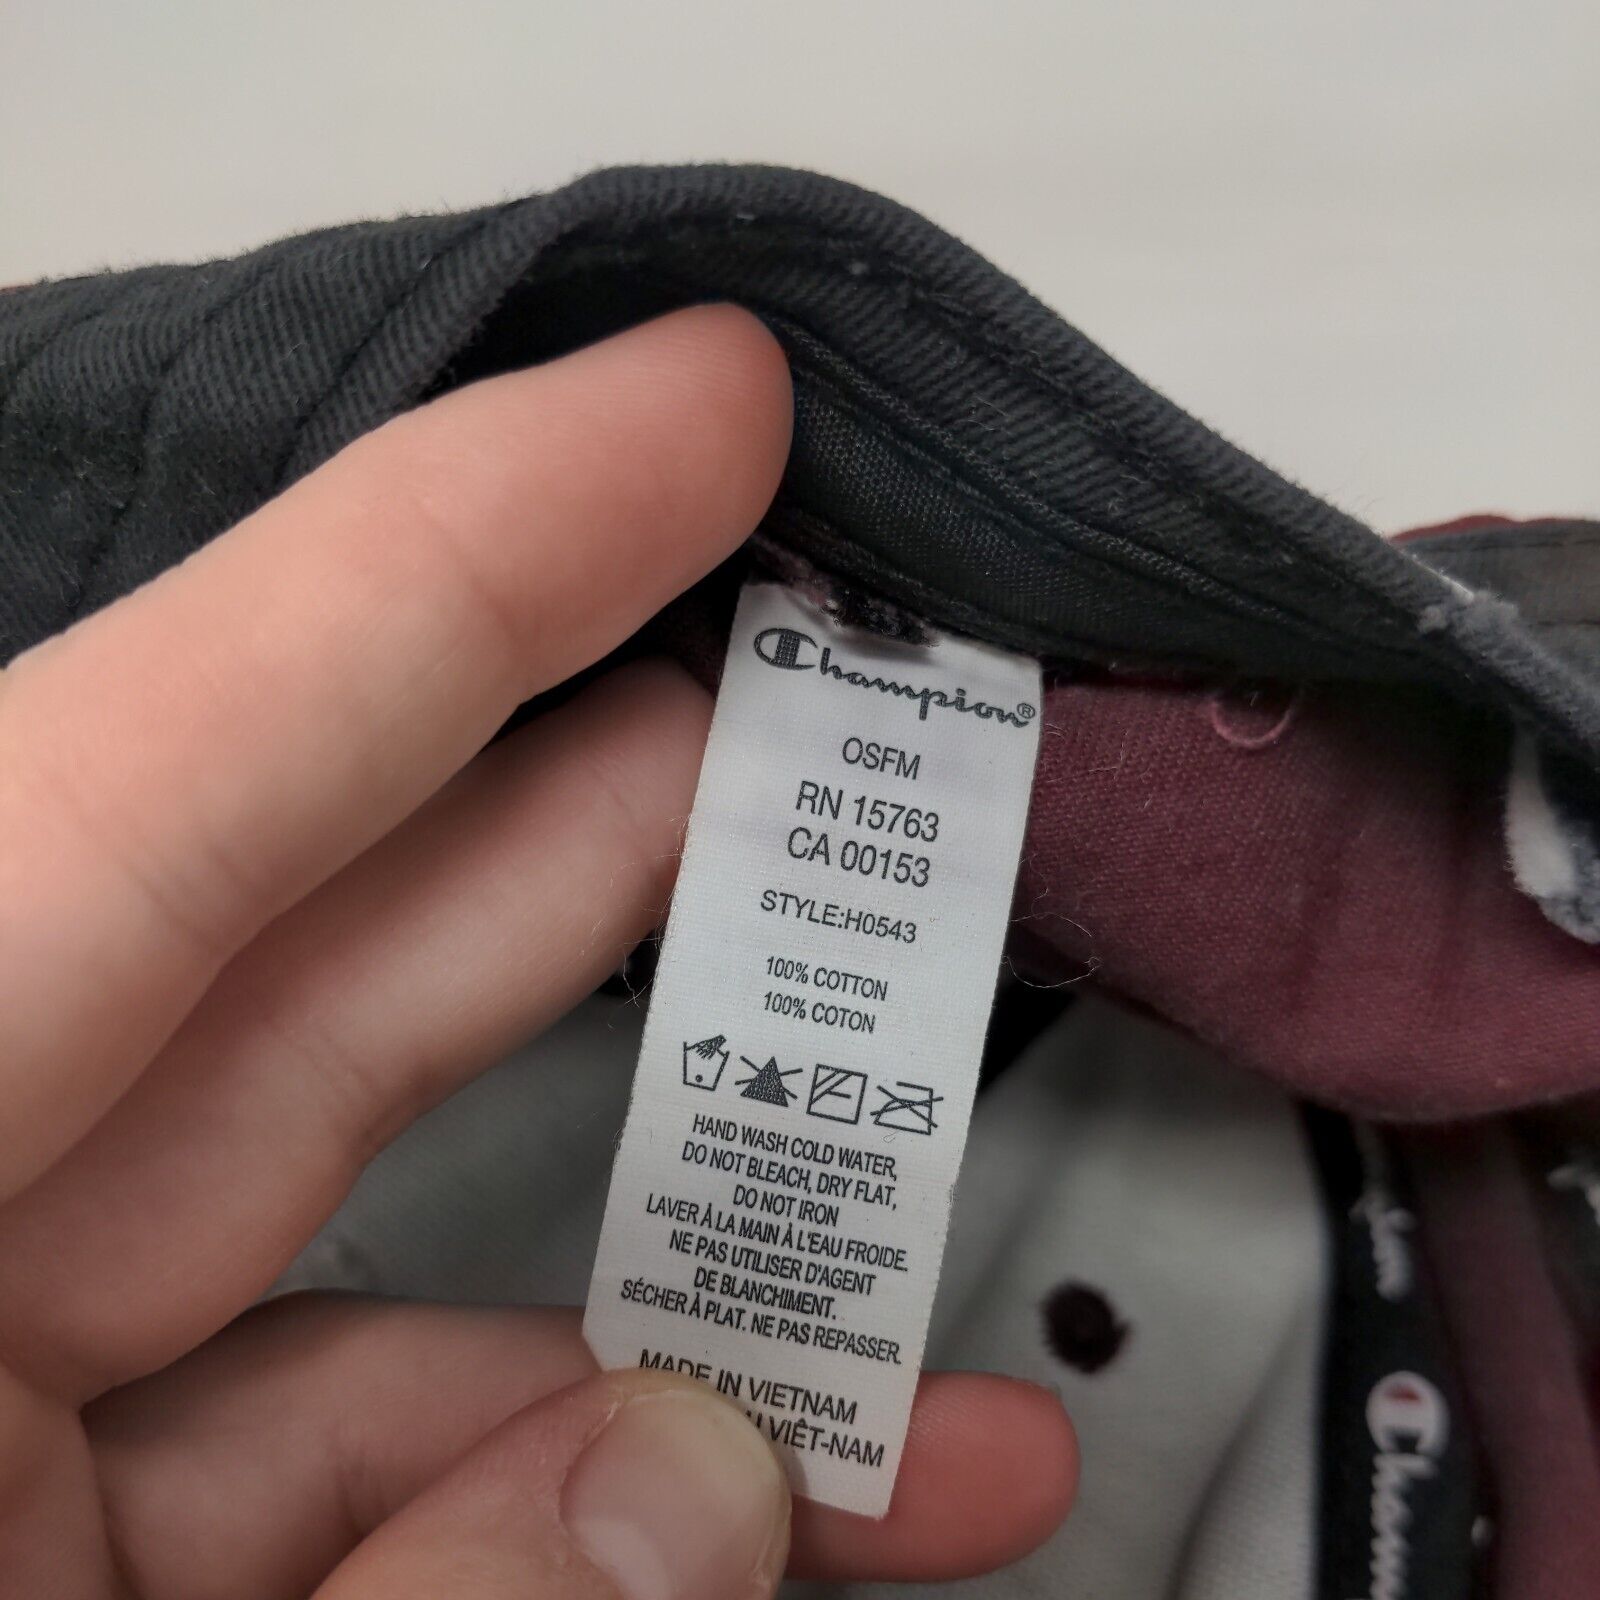 Champion®
OSFM
RN 15763
CA 00153
STYLE:H0543
100% COTTON
100% COTON
HAND WASH COLD WATER,
DO NOT BLEACH, DRY FLAT,
DO NOT IRON
LAVER À LA MAIN À L'EAU FROIDE.
NE PAS UTILISER D'AGENT
DE BLANCHIMENT.
SÉCHER À PLAT. NE PAS REPASSER.
MADE IN VIETNAM
VIÊT-NAM